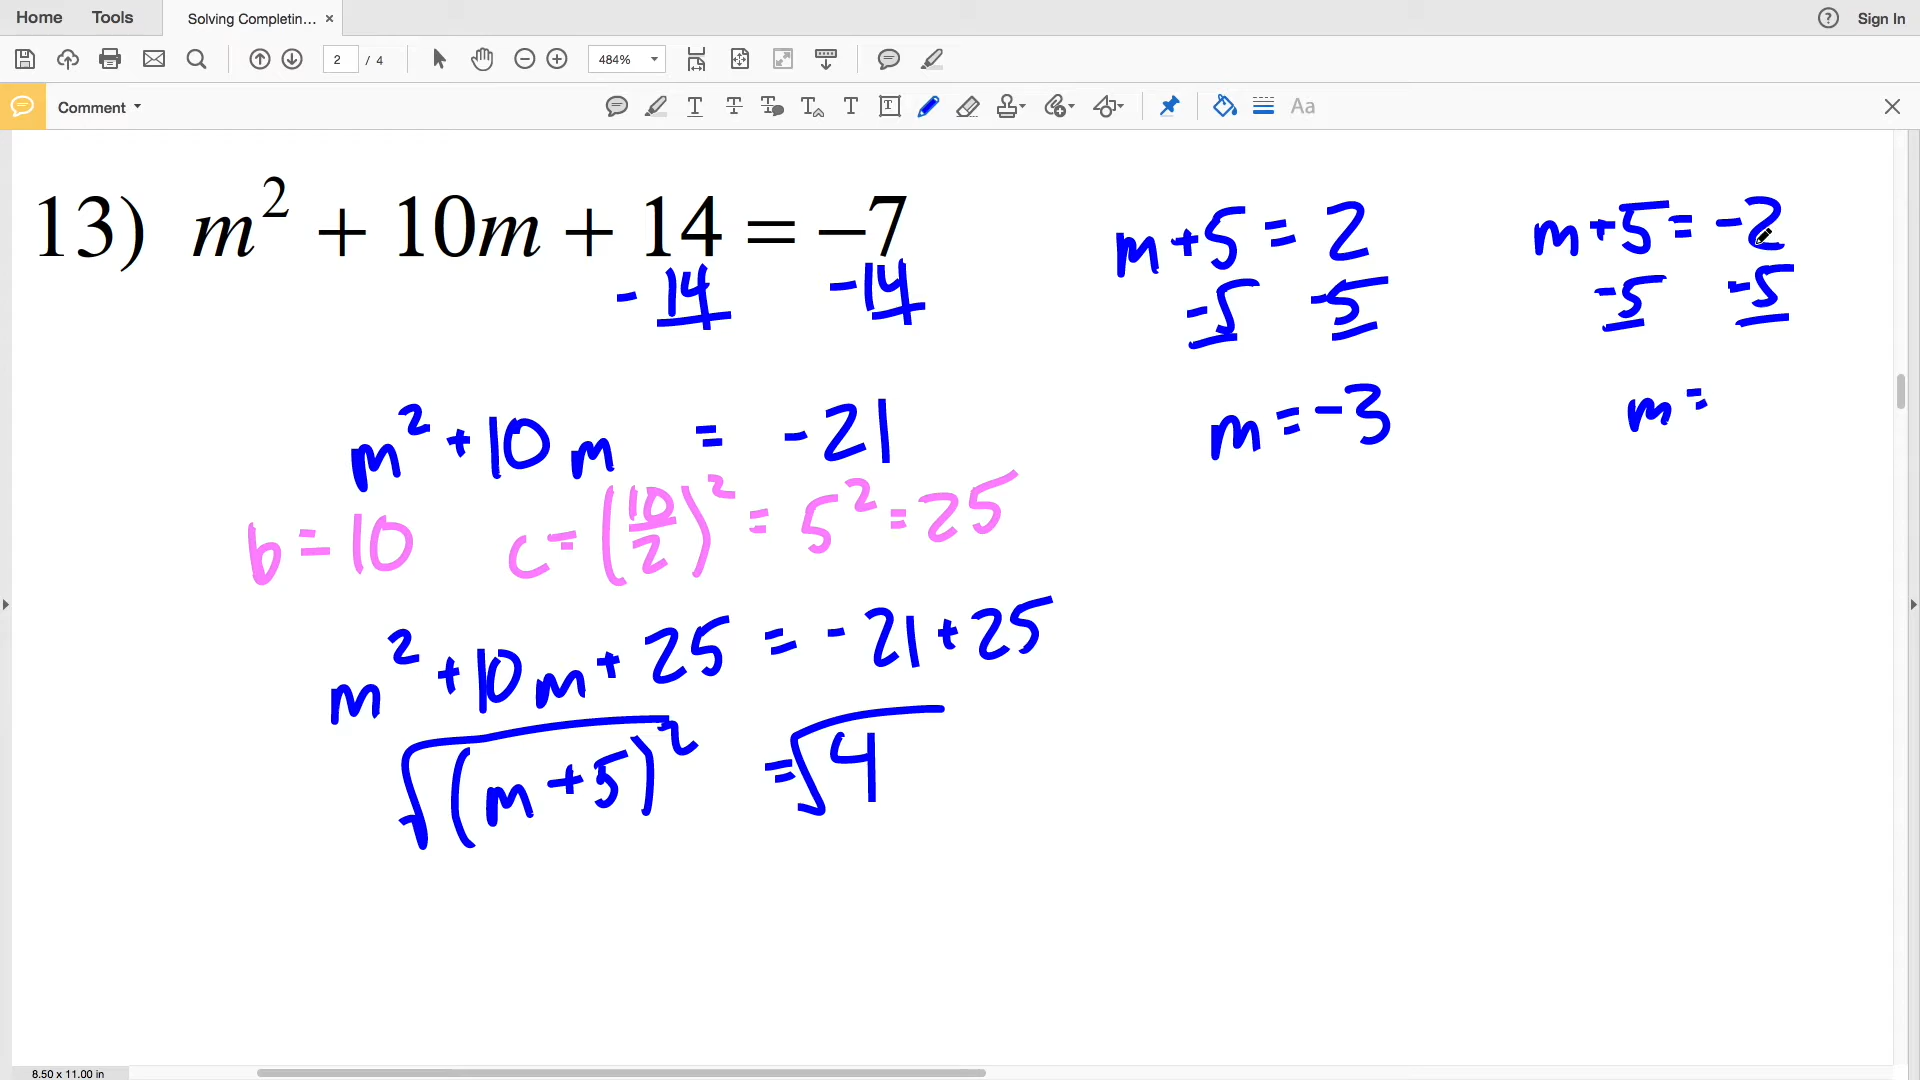 Home Tools Solving Completin... × ? Sign In
2 / 4 484%
Comment T T T T T T Aa
13) m² + 10m + 14 = −7
-14 -14
m² + 10m = -21
b = 10 c = (10/2)² = 5² = 25
m² + 10m + 25 = -21 + 25
√(m+5)² = √4
m + 5 = 2
-5 -5
m = -3
m + 5 = -2
-5 -5
m =
8.50 x 11.00 in